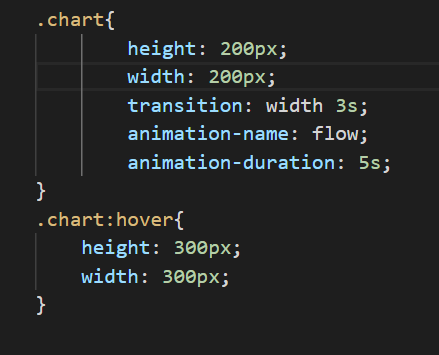 .chart{
height: 200px;
width: 200px;
transition: width 3s;
animation-name: flow;
animation-duration: 5s;
}
.chart:hover{
height: 300px;
width: 300px;
}